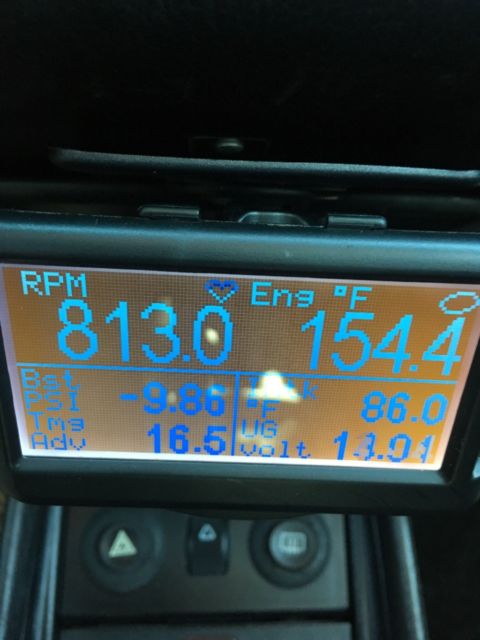 RPM Eng °F
813.0 154.4
Bst PSI -9.86 °F 86.0
Tmg Adv 16.5 UG Volt 13.01